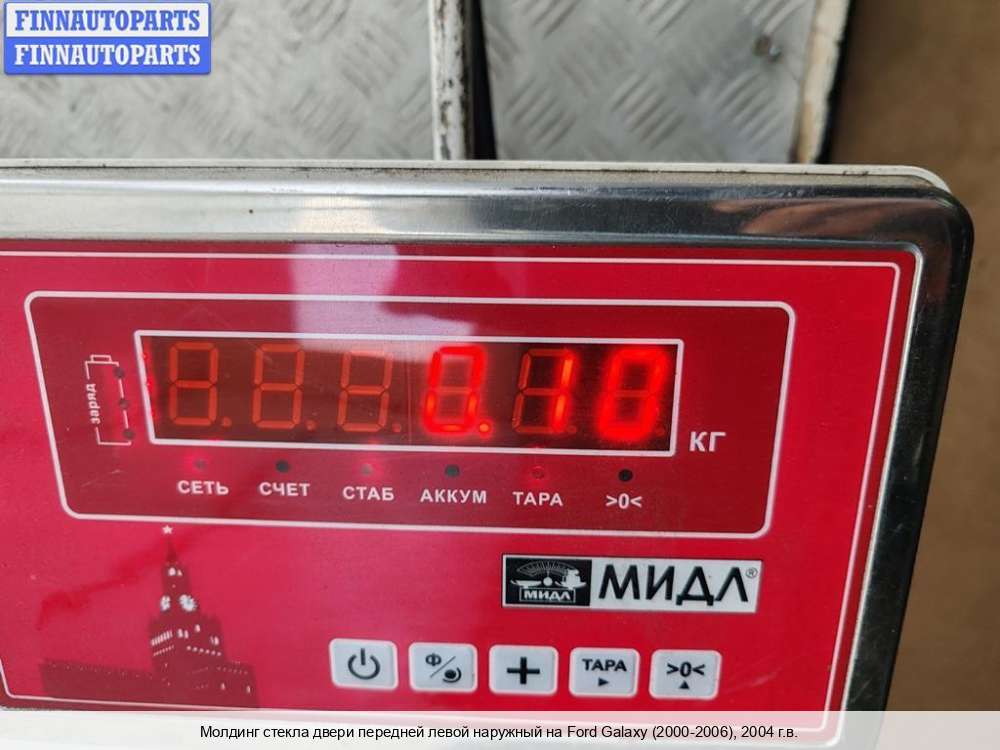 FINNAUTOPARTS
FINNAUTOPARTS
заряд
0.10
КГ
СЕТЬ СЧЕТ СТАБ АККУМ ТАРА >0<
МИДЛ МИДЛ®
Ф ТАРА >0<
Молдинг стекла двери передней левой наружный на Ford Galaxy (2000-2006), 2004 г.в.